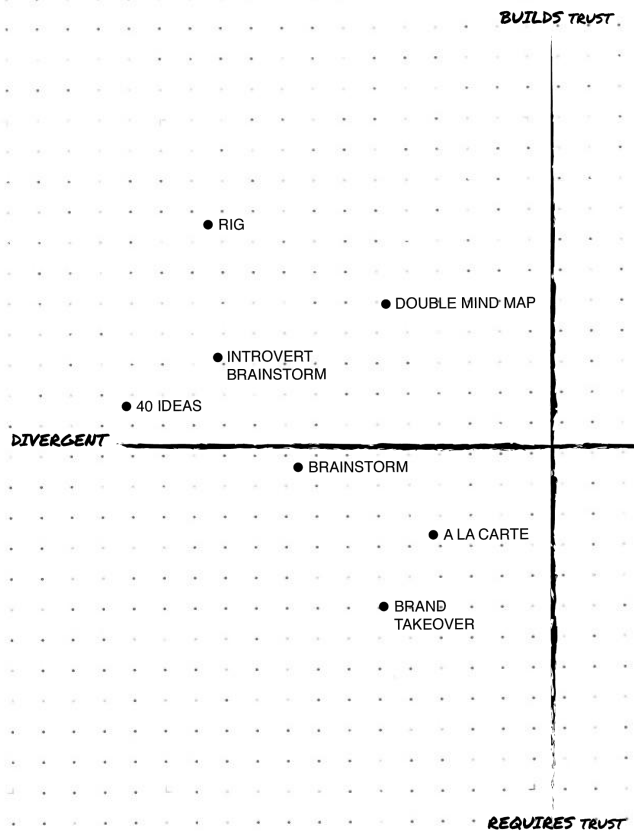 BUILDS TRUST
RIG
DOUBLE MIND MAP
INTROVERT
BRAINSTORM
40 IDEAS
DIVERGENT
BRAINSTORM
A LA CARTE
BRAND
TAKEOVER
REQUIRES TRUST